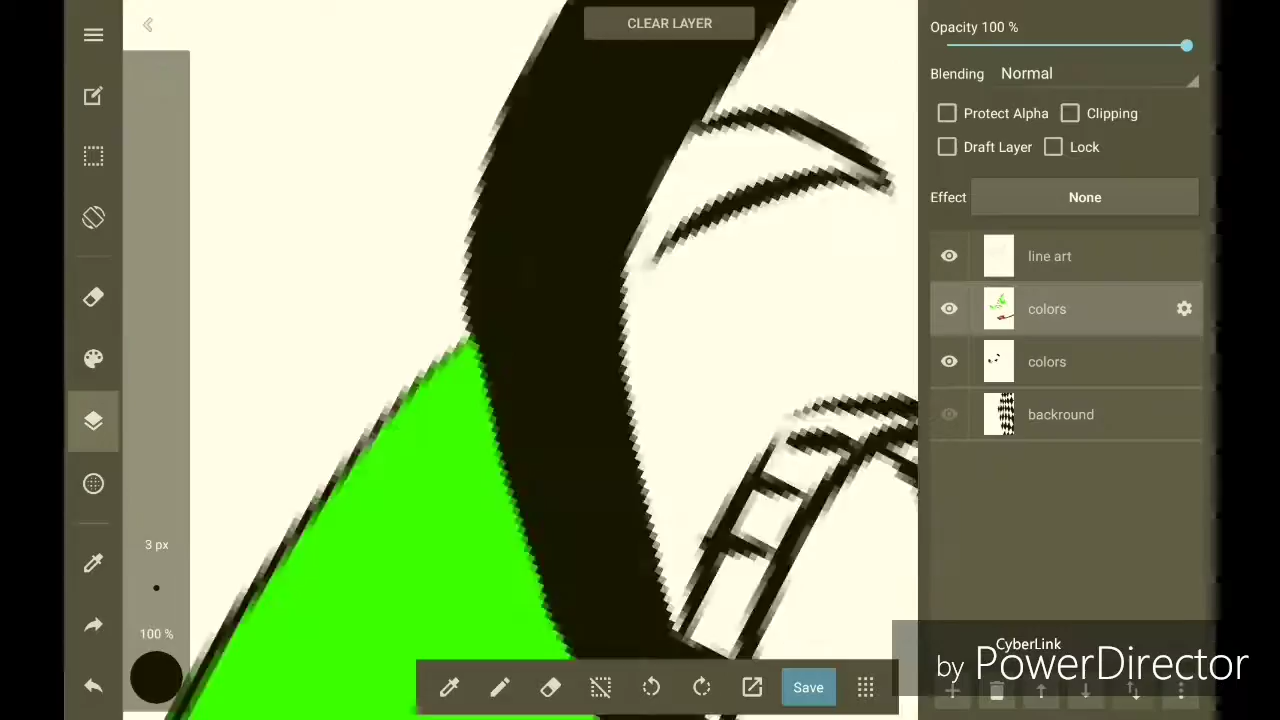 CLEAR LAYER
Opacity 100 %
Blending Normal
Protect Alpha Clipping
Draft Layer Lock
Effect None
line art
colors
colors
backround
3 px
100 %
Save
CyberLink
by PowerDirector